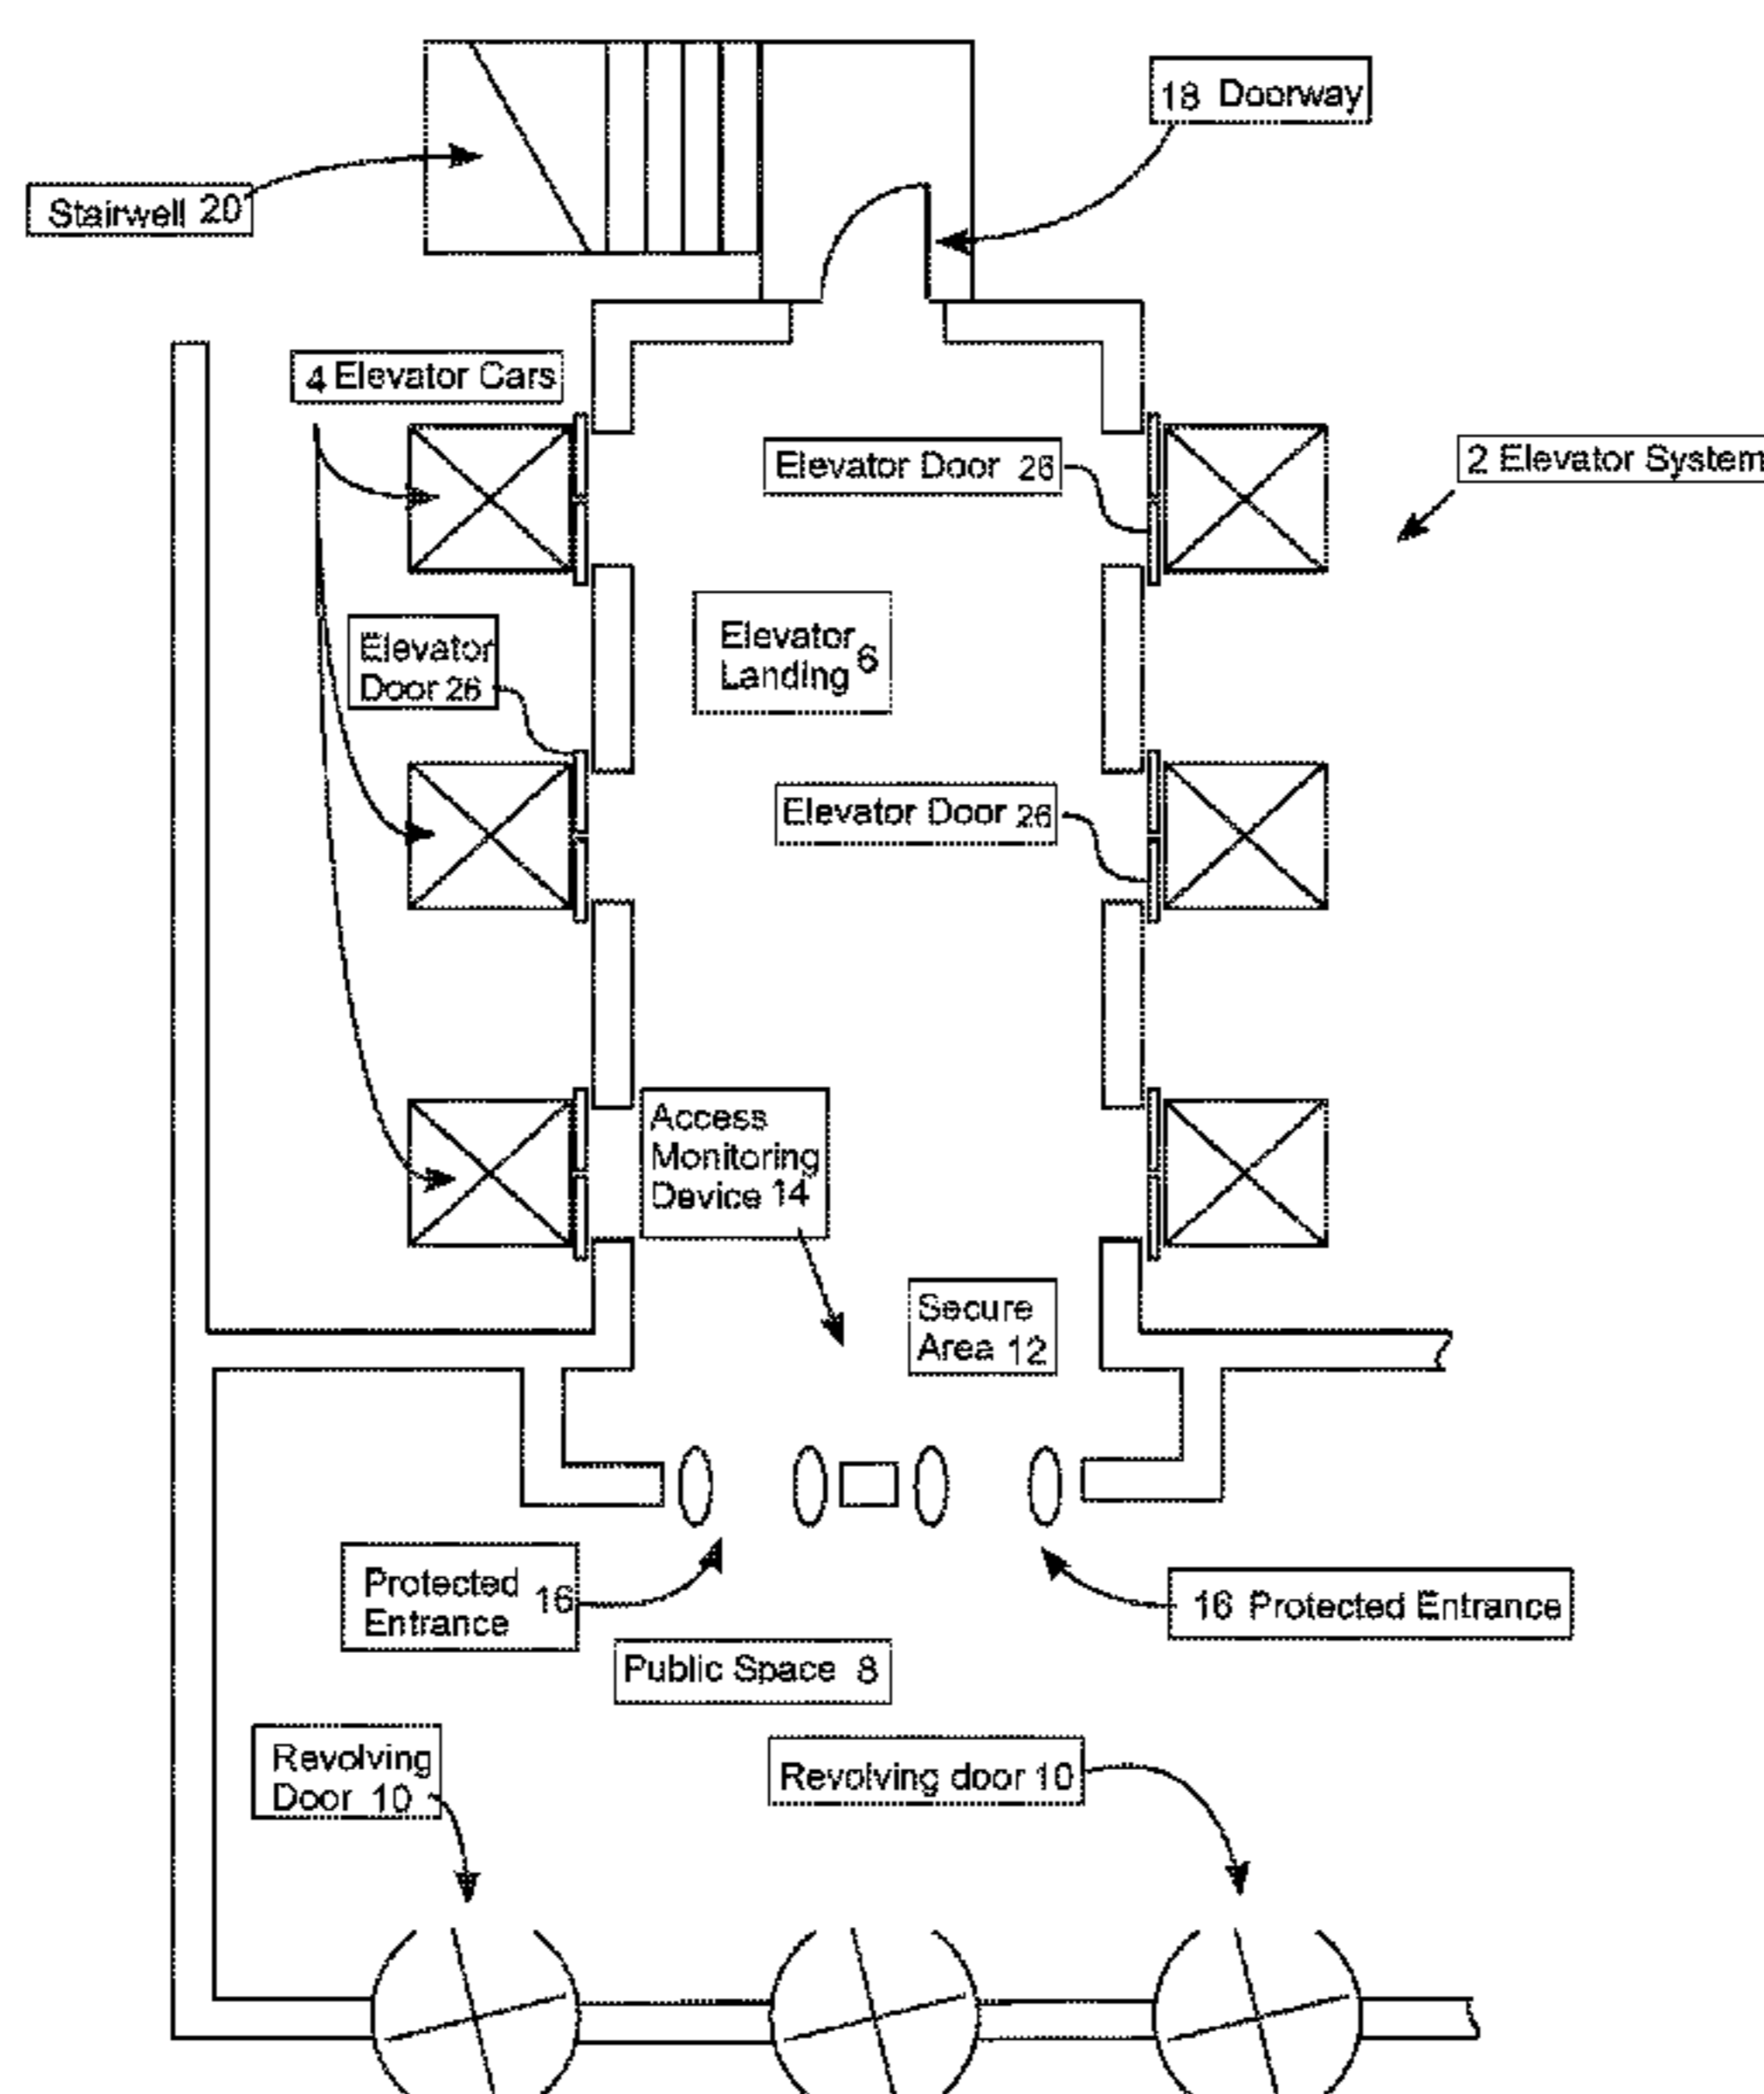 18 Doorway
Stairwell 20
4 Elevator Cars
Elevator Door 26
2 Elevator System
Elevator
Door 26
Elevator
Landing 6
Elevator Door 26
Access
Monitoring
Device 14
Secure
Area 12
Protected
Entrance 16
16 Protected Entrance
Public Space 8
Revolving
Door 10
Revolving door 10